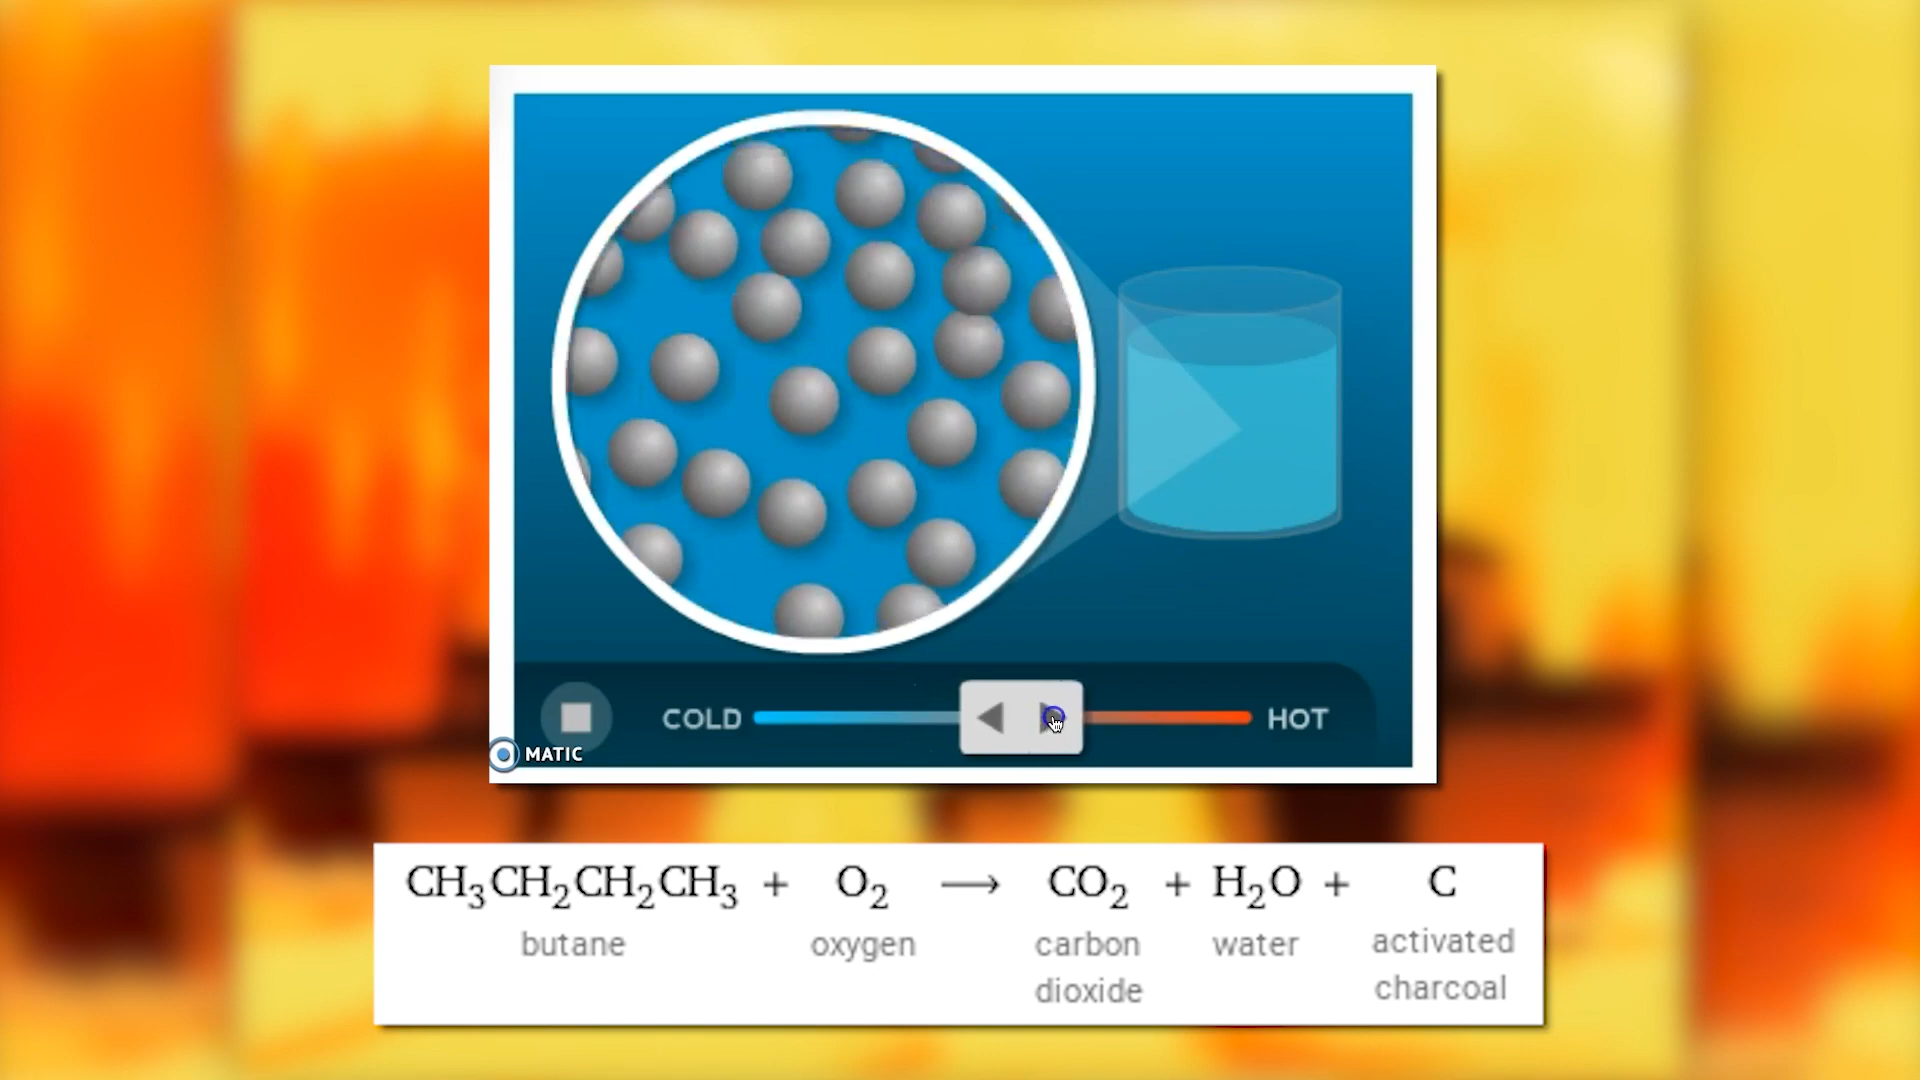 COLD HOT
MATIC
CH₃CH₂CH₂CH₃ + O₂ ⟶ CO₂ + H₂O + C
butane oxygen carbon dioxide water activated charcoal